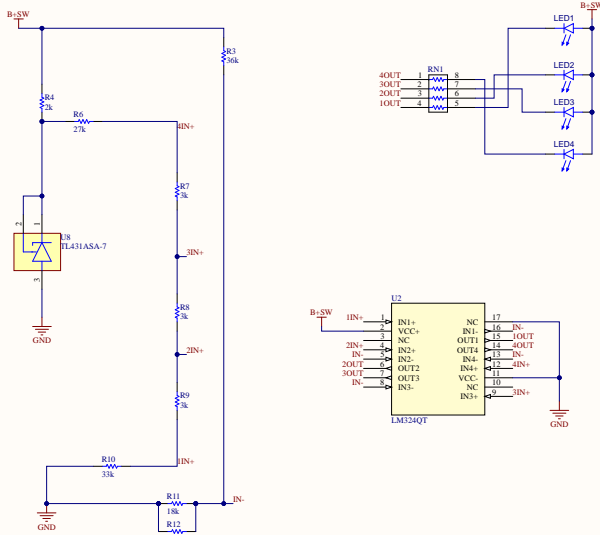 B+SW
R3
36k
R4
2k
R6
27k
4IN+
R7
3k
2
1
U8
TL431ASA-7
3
GND
3IN+
R8
3k
2IN+
R9
3k
1IN+
R10
33k
GND
R11
18k
IN-
R12
B+SW
LED1
LED2
LED3
LED4
RN1
4OUT 1 8
3OUT 2 7
2OUT 3 6
1OUT 4 5
U2
B+SW
1IN+ 1 IN1+ NC 17
2 VCC+ IN1- 16 IN-
3 NC OUT1 15 1OUT
2IN+ 4 IN2+ OUT4 14 4OUT
IN- 5 IN2- IN4- 13 IN-
2OUT 6 OUT2 IN4+ 12 4IN+
3OUT 7 OUT3 VCC- 11
IN- 8 IN3- NC 10
IN3+ 9 3IN+
LM324QT
GND